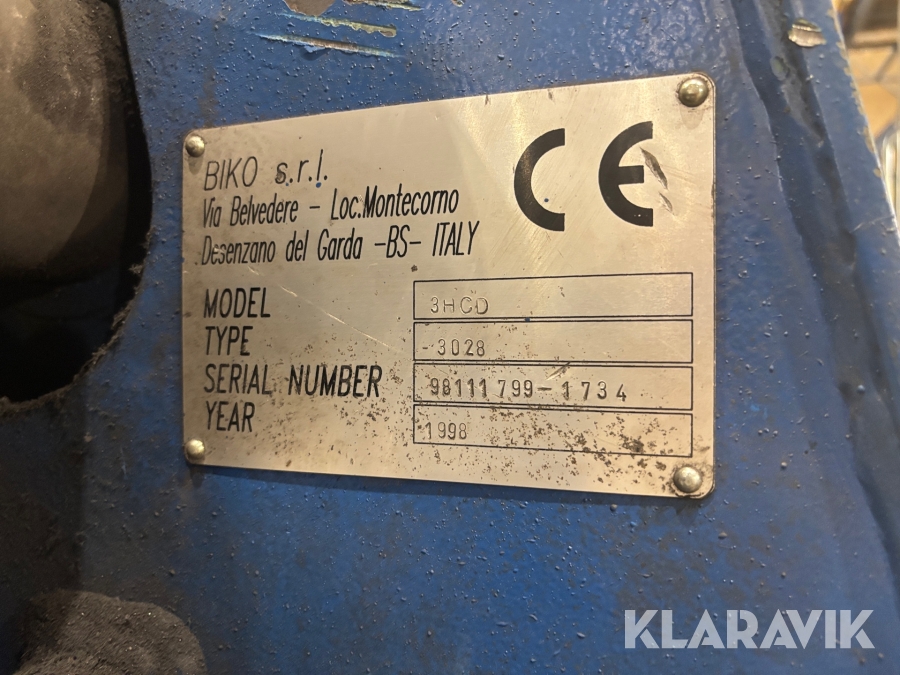 BIKO s.r.l.
Via Belvedere - Loc.Montecorno
Desenzano del Garda -BS- ITALY
CE
MODEL 3HCD
TYPE -3028
SERIAL NUMBER 98111799-1734
YEAR 1998
KLARAVIK